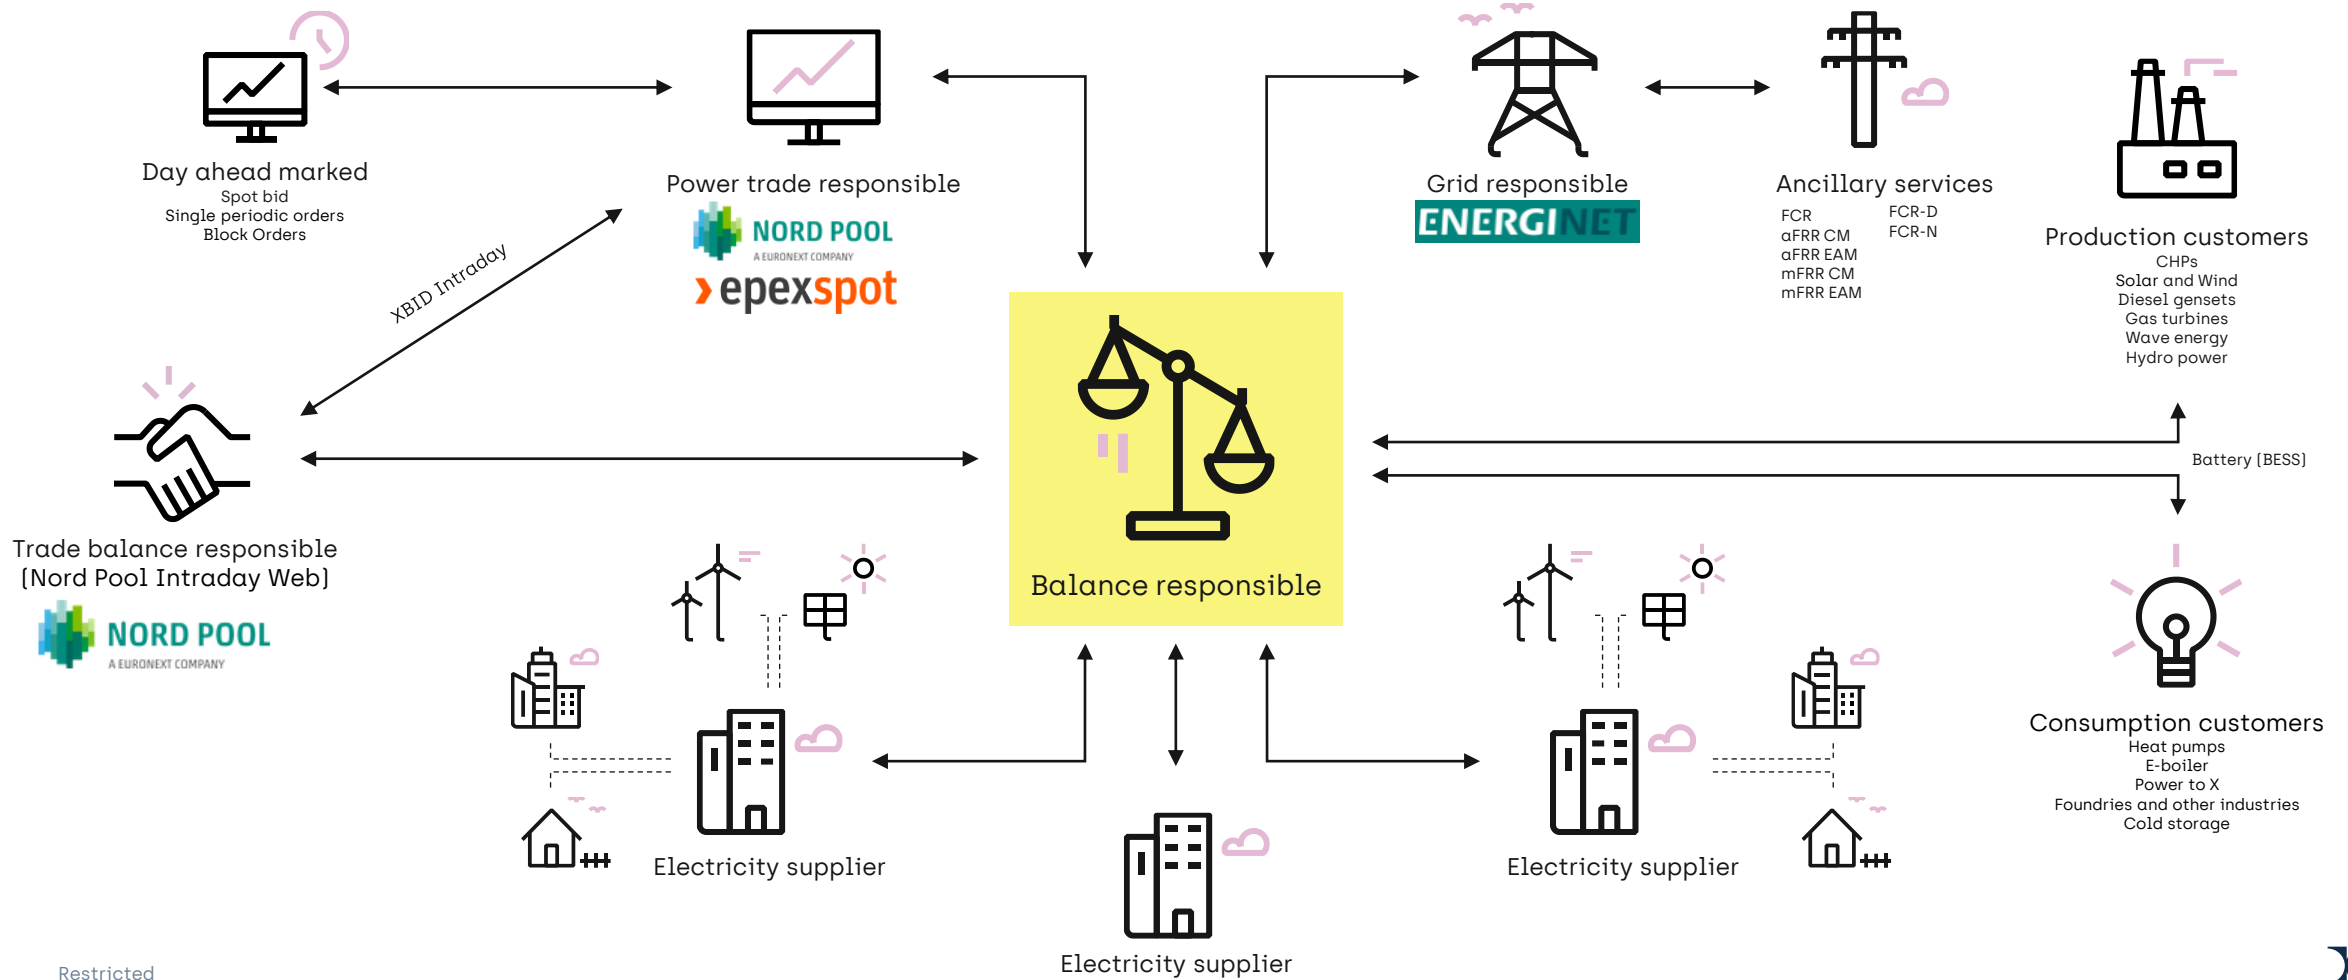 Day ahead marked
Spot bid
Single periodic orders
Block Orders
Power trade responsible
NORD POOL
A EURONEXT COMPANY
epexspot
XBID Intraday
Grid responsible
ENERGINET
Ancillary services
FCR
aFRR CM
aFRR EAM
mFRR CM
mFRR EAM
FCR-D
FCR-N
Production customers
CHPs
Solar and Wind
Diesel gensets
Gas turbines
Wave energy
Hydro power
Battery (BESS)
Trade balance responsible
(Nord Pool Intraday Web)
NORD POOL
A EURONEXT COMPANY
Balance responsible
Consumption customers
Heat pumps
E-boiler
Power to X
Foundries and other industries
Cold storage
Electricity supplier
Electricity supplier
Electricity supplier
Restricted